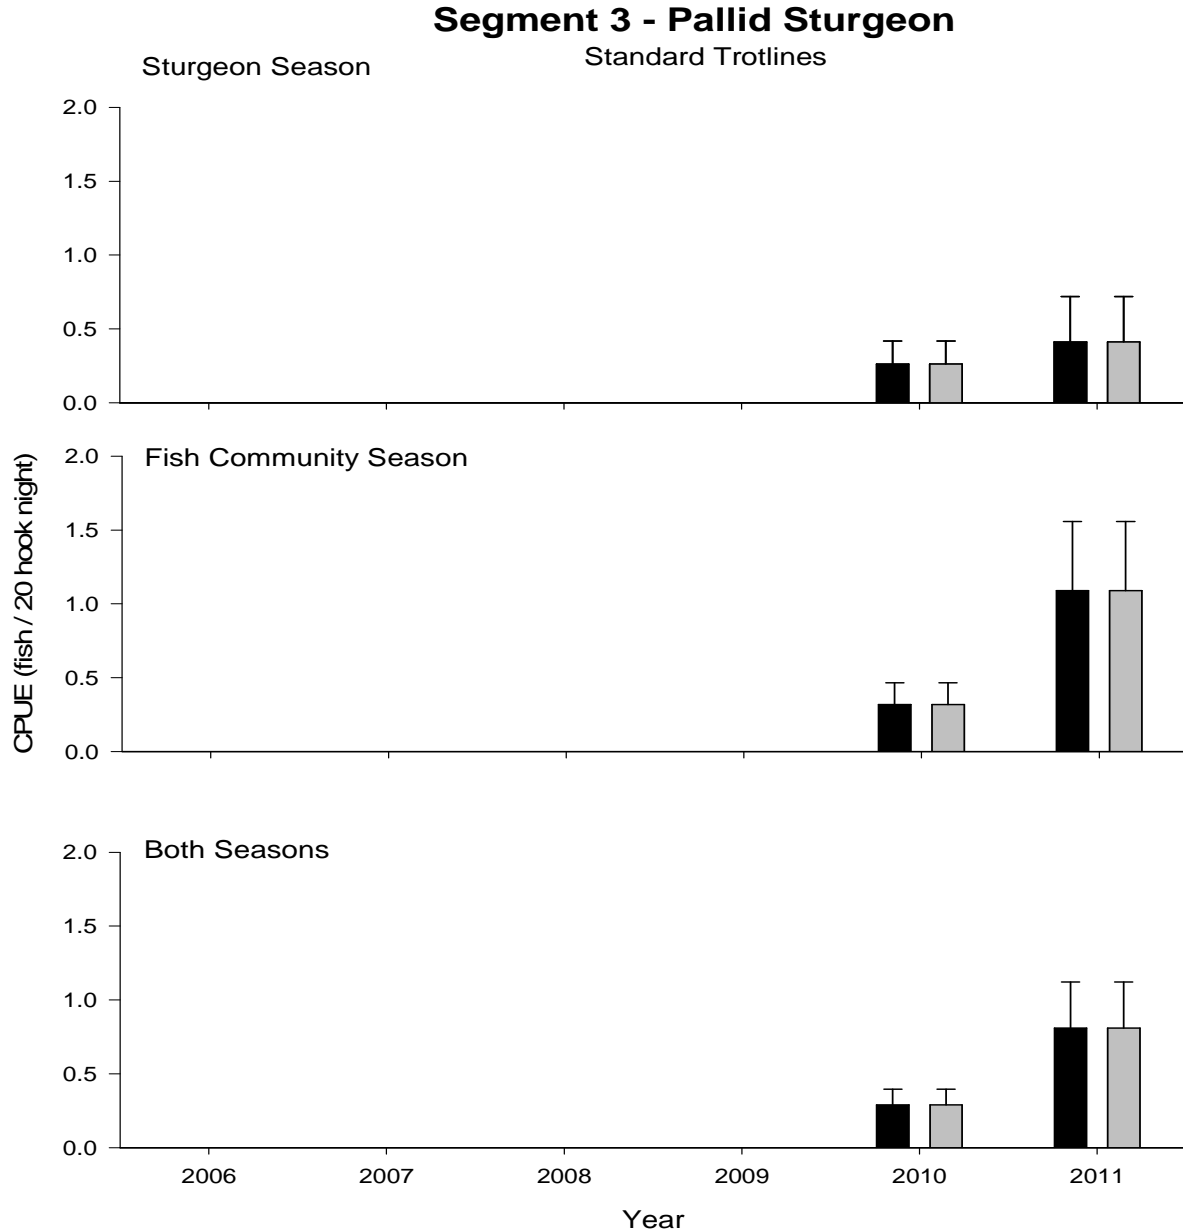 Segment 3 - Pallid Sturgeon
Standard Trotlines
Sturgeon Season
2.0
1.5
1.0
0.5
0.0
Fish Community Season
2.0
1.5
1.0
0.5
0.0
CPUE (fish / 20 hook night)
Both Seasons
2.0
1.5
1.0
0.5
0.0
2006 2007 2008 2009 2010 2011
Year